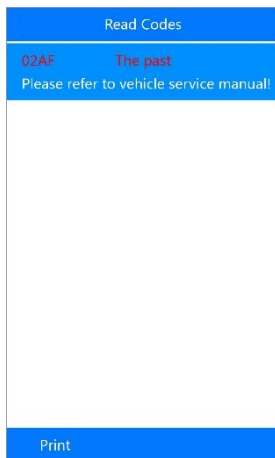 Read Codes
02AF The past
Please refer to vehicle service manual!
Print